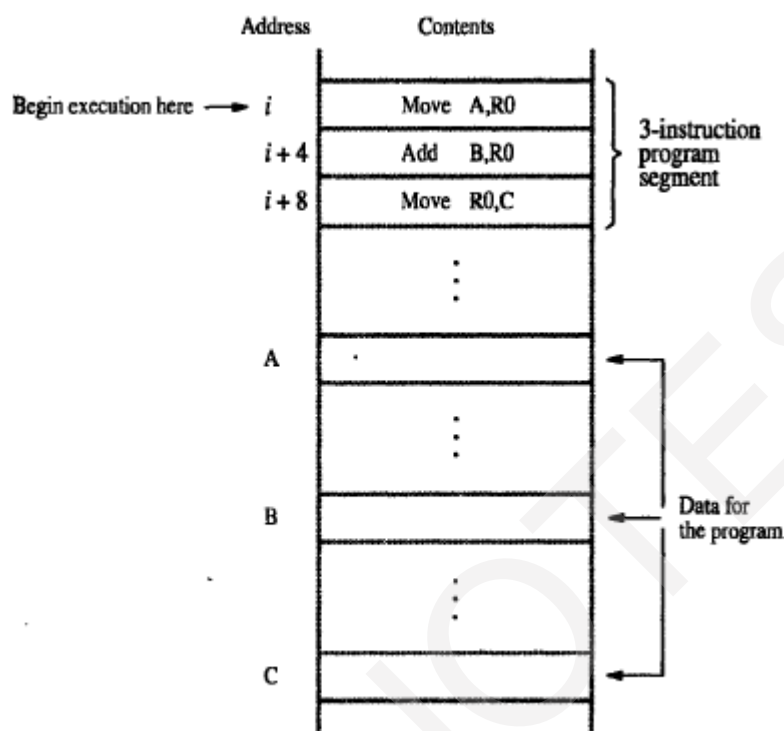 Address Contents
Begin execution here i Move A,R0
i + 4 Add B,R0
i + 8 Move R0,C
3-instruction
program
segment
A
B
Data for
the program
C
NOTES